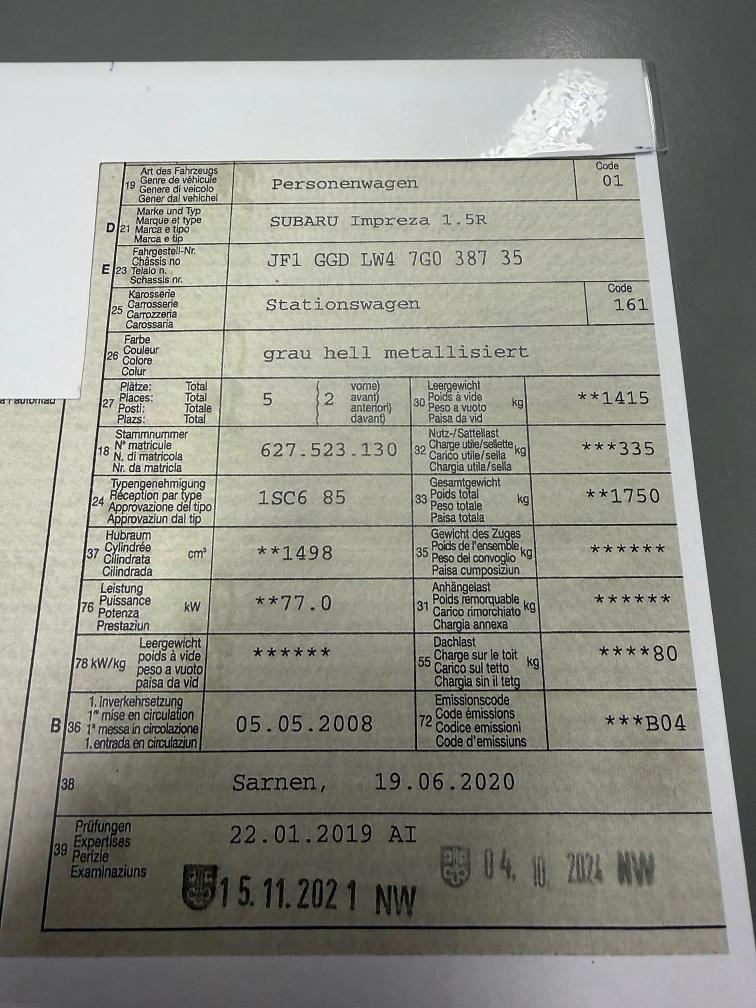 19 Art des Fahrzeugs
Genre de véhicule
Genere di veicolo
Gener dal vehichel
Personenwagen
Code
01
D 21 Marke und Typ
Marque et type
Marca e tipo
Marca e tip
SUBARU Impreza 1.5R
E 23 Fahrgestell-Nr.
Châssis no
Telaio n.
Schassis nr.
JF1 GGD LW4 7G0 387 35
25 Karosserie
Carrosserie
Carrozzeria
Carossaria
Stationswagen
Code
161
26 Farbe
Couleur
Colore
Colur
grau hell metallisiert
27 Plätze: Total
Places: Total
Posti: Totale
Plazs: Total
5
2
vorne)
avant)
anteriori)
davant)
30 Leergewicht
Poids à vide
Peso a vuoto
Paisa da vid
kg
**1415
18 Stammnummer
N° matricule
N. di matricola
Nr. da matricla
627.523.130
32 Nutz-/Sattellast
Charge utile/sellette
Carico utile/sella
Chargia utila/sella
kg
***335
24 Typengenehmigung
Réception par type
Approvazione del tipo
Approvaziun dal tip
1SC6 85
33 Gesamtgewicht
Poids total
Peso totale
Paisa totala
kg
**1750
37 Hubraum
Cylindrée
Cilindrata
Cilindrada
cm³
**1498
35 Gewicht des Zuges
Poids de l'ensemble
Peso del convoglio
Paisa cumposiziun
kg
******
76 Leistung
Puissance
Potenza
Prestaziun
kW
**77.0
31 Anhängelast
Poids remorquable
Carico rimorchiato
Chargia annexa
kg
******
78 kW/kg
Leergewicht
poids à vide
peso a vuoto
paisa da vid
******
55 Dachlast
Charge sur le toit
Carico sul tetto
Chargia sin il tetg
kg
****80
B 36 1. Inverkehrsetzung
1re mise en circulation
1a messa in circolazione
1. entrada en circulaziun
05.05.2008
72 Emissionscode
Code émissions
Codice emissioni
Code d'emissiuns
***B04
38
Sarnen, 19.06.2020
39 Prüfungen
Expertises
Perizie
Examinaziuns
22.01.2019 AI
15.11.2021 NW
04. 10. 2024 NW